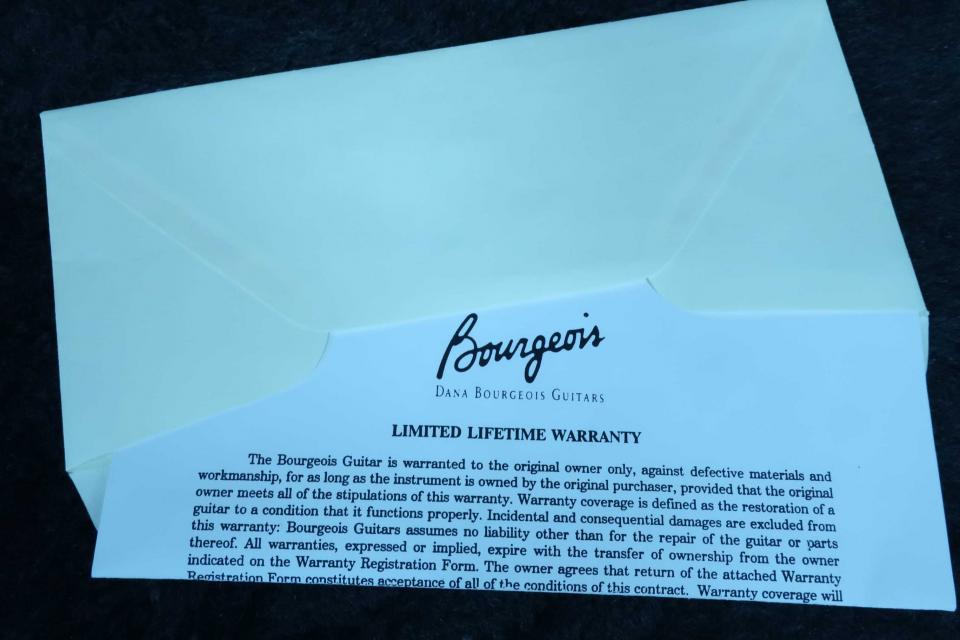 Bourgeois
DANA BOURGEOIS GUITARS
LIMITED LIFETIME WARRANTY
The Bourgeois Guitar is warranted to the original owner only, against defective materials and
workmanship, for as long as the instrument is owned by the original purchaser, provided that the original
owner meets all of the stipulations of this warranty. Warranty coverage is defined as the restoration of a
guitar to a condition that it functions properly. Incidental and consequential damages are excluded from
this warranty: Bourgeois Guitars assumes no liability other than for the repair of the guitar or parts
thereof. All warranties, expressed or implied, expire with the transfer of ownership from the owner
indicated on the Warranty Registration Form. The owner agrees that return of the attached Warranty
Registration Form constitutes acceptance of all of the conditions of this contract. Warranty coverage will